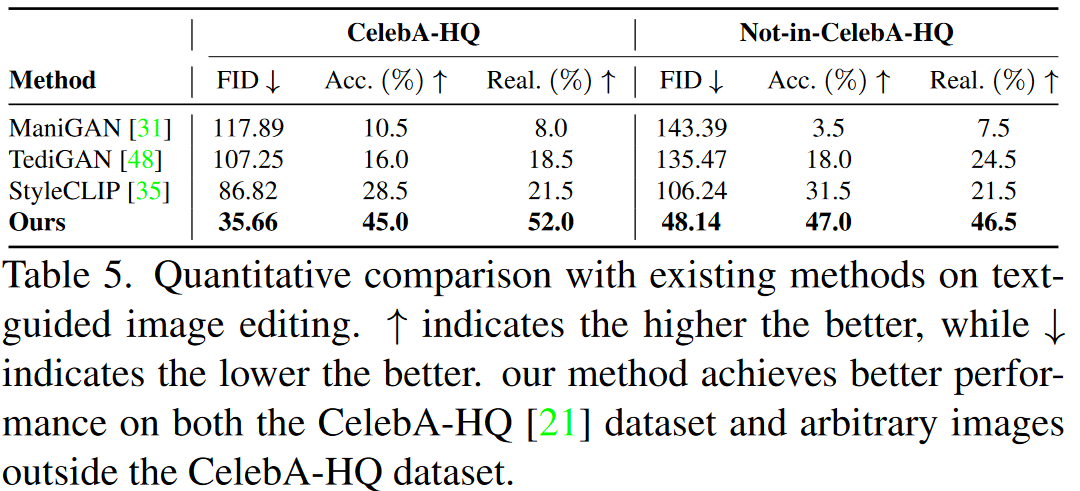 CelebA-HQ Not-in-CelebA-HQ
Method FID ↓ Acc. (%) ↑ Real. (%) ↑ FID ↓ Acc. (%) ↑ Real. (%) ↑
ManiGAN [31] 117.89 10.5 8.0 143.39 3.5 7.5
TediGAN [48] 107.25 16.0 18.5 135.47 18.0 24.5
StyleCLIP [35] 86.82 28.5 21.5 106.24 31.5 21.5
Ours 35.66 45.0 52.0 48.14 47.0 46.5
Table 5. Quantitative comparison with existing methods on text-
guided image editing. ↑ indicates the higher the better, while ↓
indicates the lower the better. our method achieves better perfor-
mance on both the CelebA-HQ [21] dataset and arbitrary images
outside the CelebA-HQ dataset.